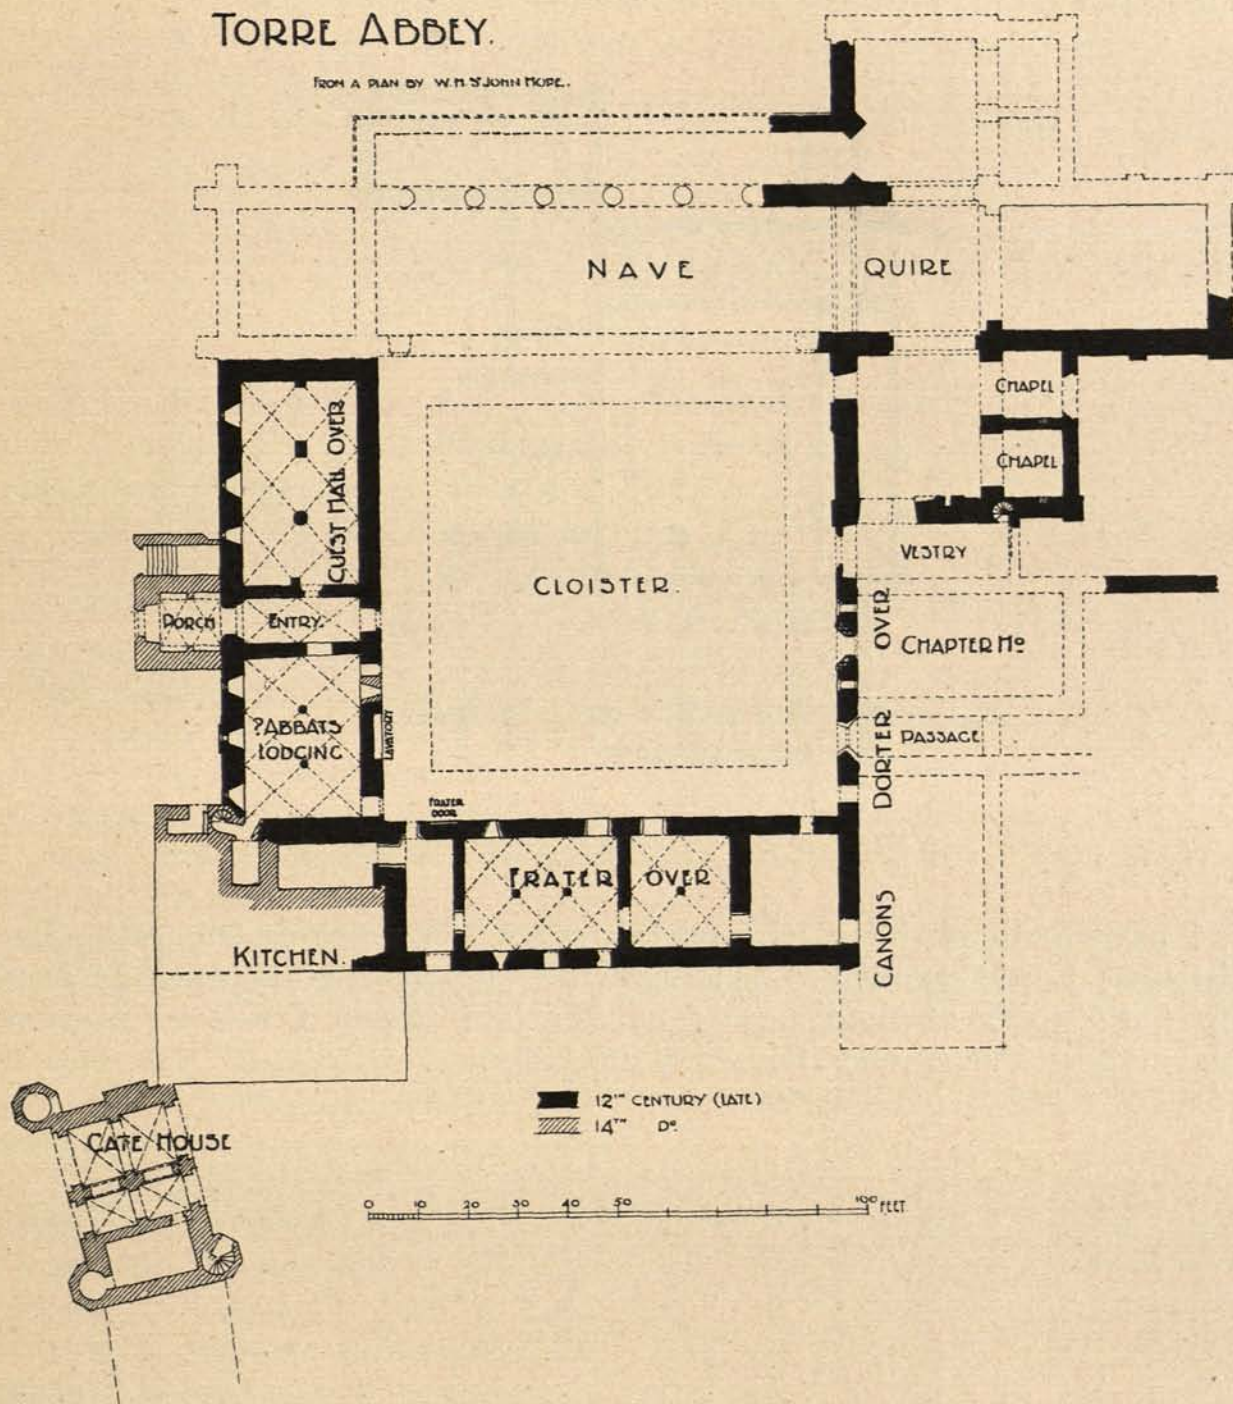 TORRE ABBEY.
FROM A PLAN BY W. H. ST JOHN HOPE.
NAVE
QUIRE
CHAPEL
CHAPEL
GUEST HALL OVER
CLOISTER.
VESTRY
PORCH
ENTRY.
CHAPTER HO
?ABBATS
LODGING
LAVATORY
PASSAGE
CANONS DORTER OVER
FRATER
DOOR
FRATER OVER
KITCHEN.
12TH CENTURY (LATE)
14TH DO.
GATE HOUSE
0 10 20 30 40 50 100 FEET